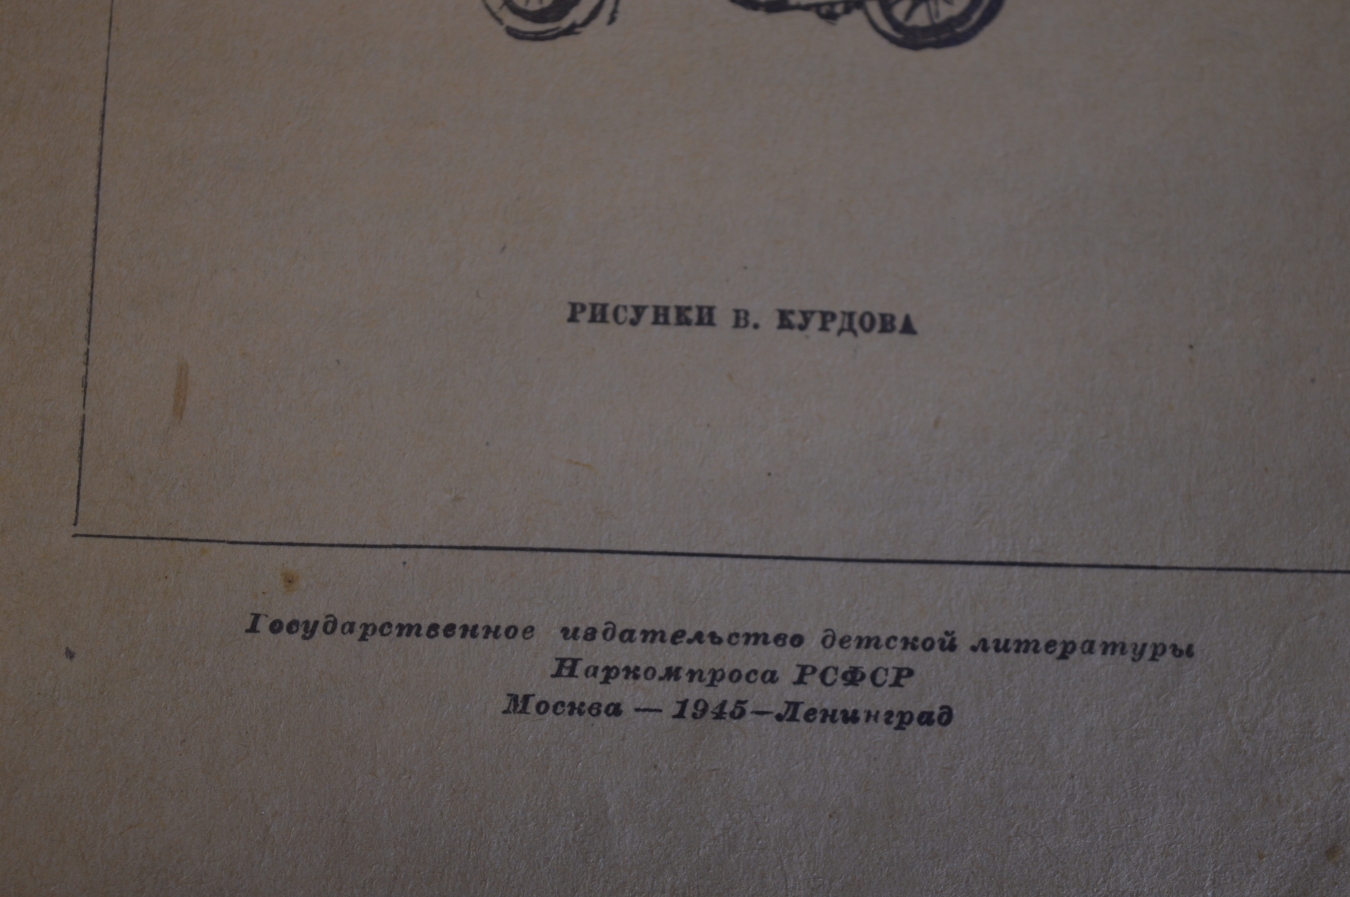 РИСУНКИ В. КУРДОВА
Государственное издательство детской литературы
Наркомпроса РСФСР
Москва — 1945—Ленинград